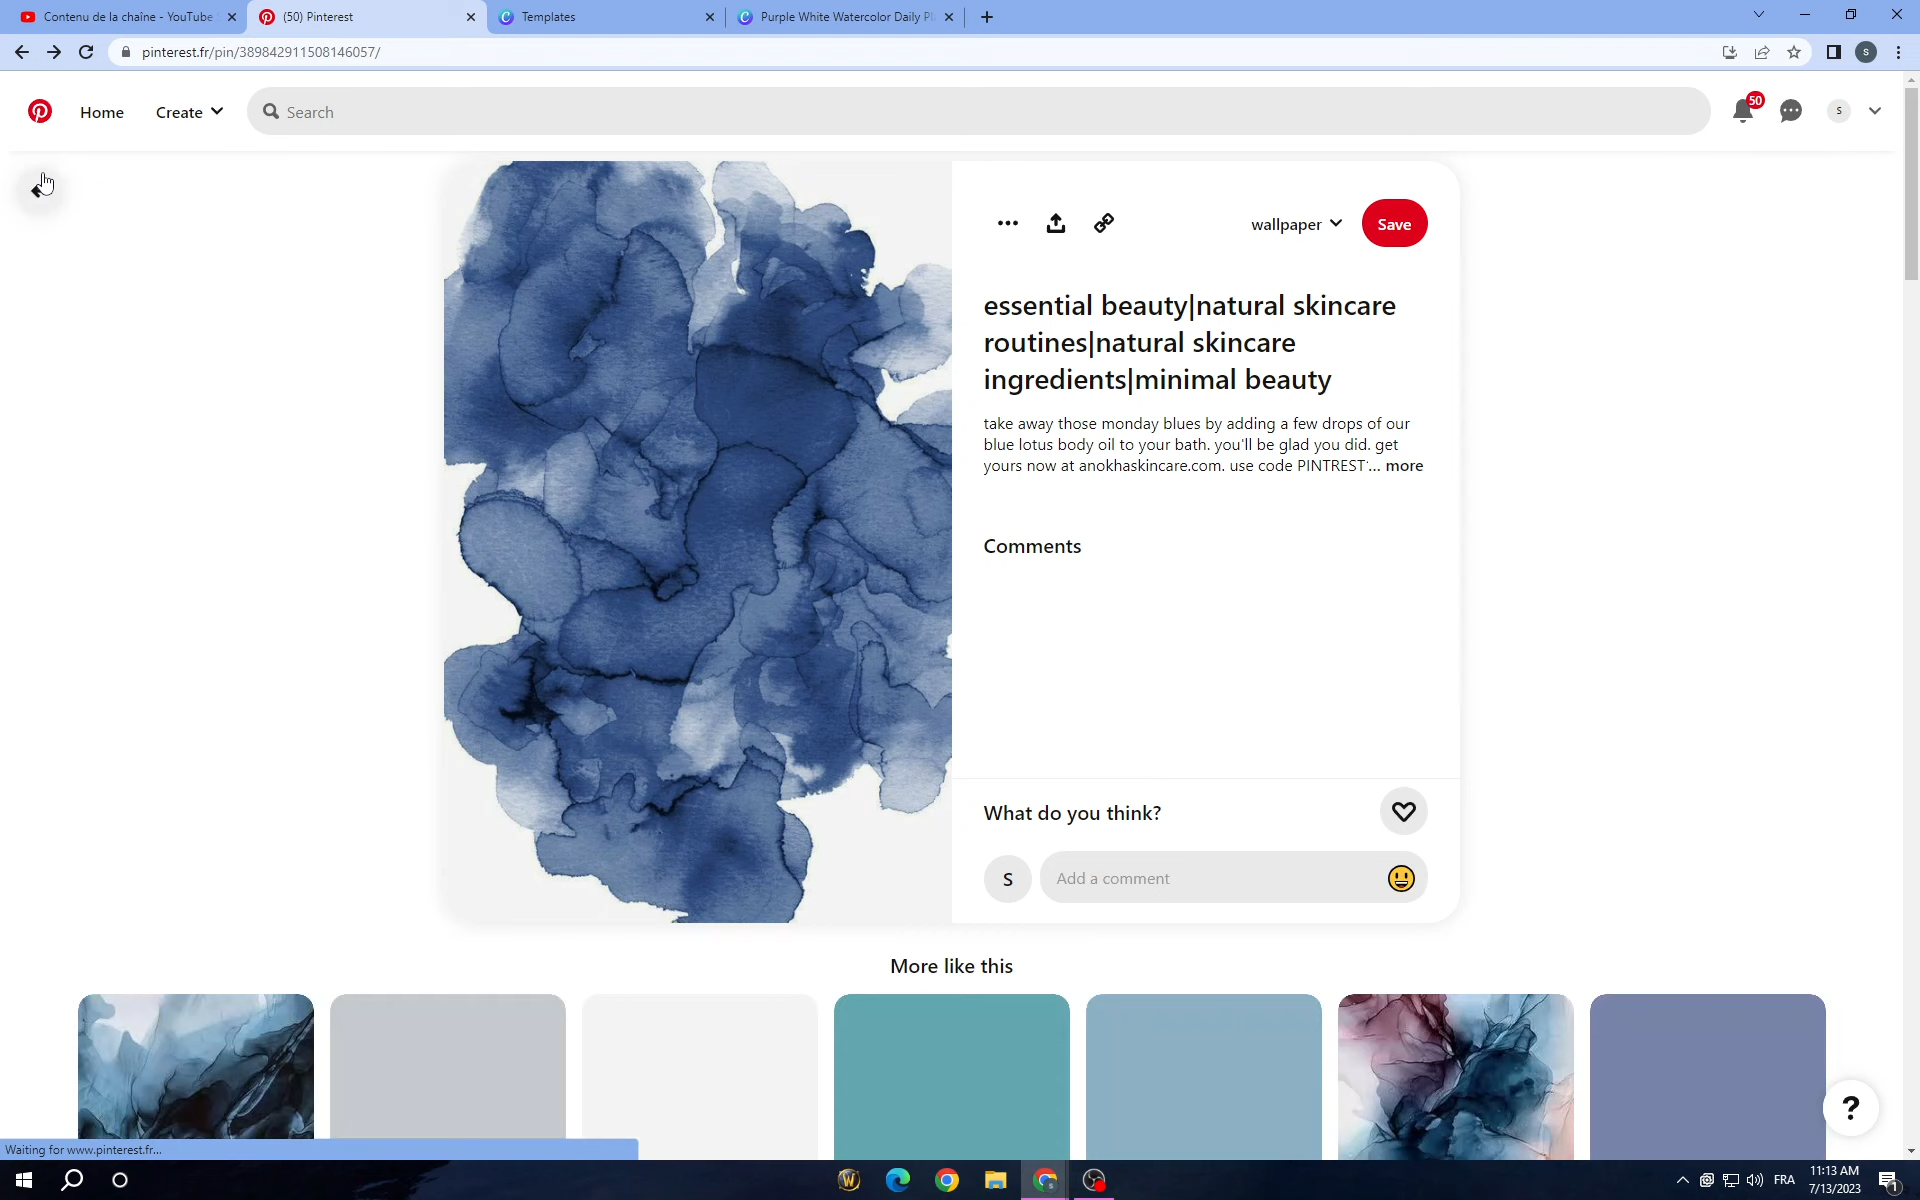 Contenu de la chaîne - YouTube
(50) Pinterest
Templates
Purple White Watercolor Daily Pl
pinterest.fr/pin/389842911508146057/
S
Home
Create
Search
50
S
wallpaper
Save
essential beauty|natural skincare
routines|natural skincare
ingredients|minimal beauty
take away those monday blues by adding a few drops of our
blue lotus body oil to your bath. you'll be glad you did. get
yours now at anokhaskincare.com. use code PINTREST'... more
Comments
What do you think?
S
Add a comment
More like this
?
Waiting for www.pinterest.fr...
FRA
11:13 AM
7/13/2023
1